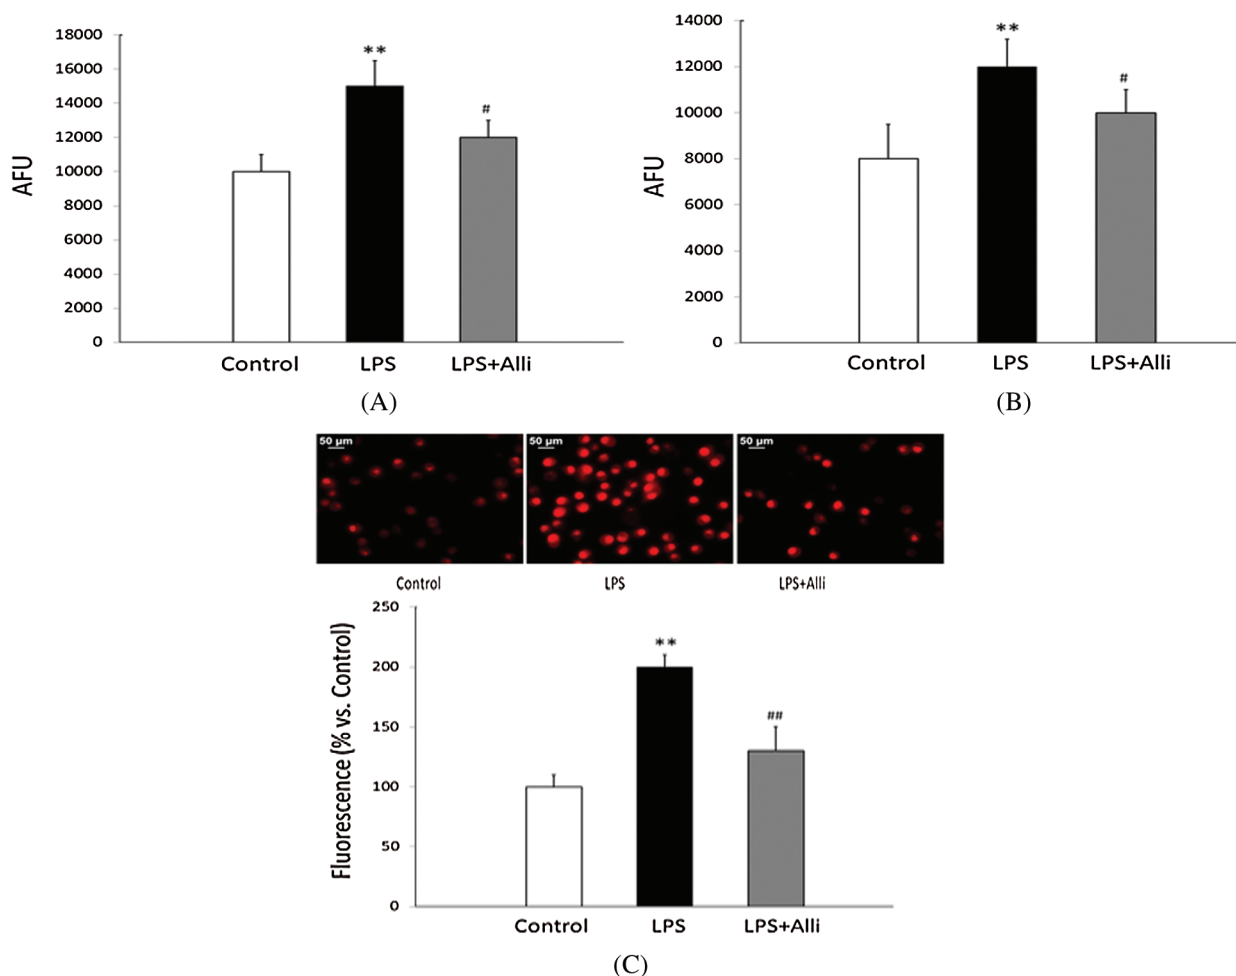 18000
16000
14000
12000
10000
8000
6000
4000
2000
0
AFU
**
#
Control LPS LPS+Alli
(A)
14000
12000
10000
8000
6000
4000
2000
0
AFU
**
#
Control LPS LPS+Alli
(B)
50 µm 50 µm 50 µm
Control LPS LPS+Alli
250
200
150
100
50
0
Fluorescence (% vs. Control)
**
##
Control LPS LPS+Alli
(C)